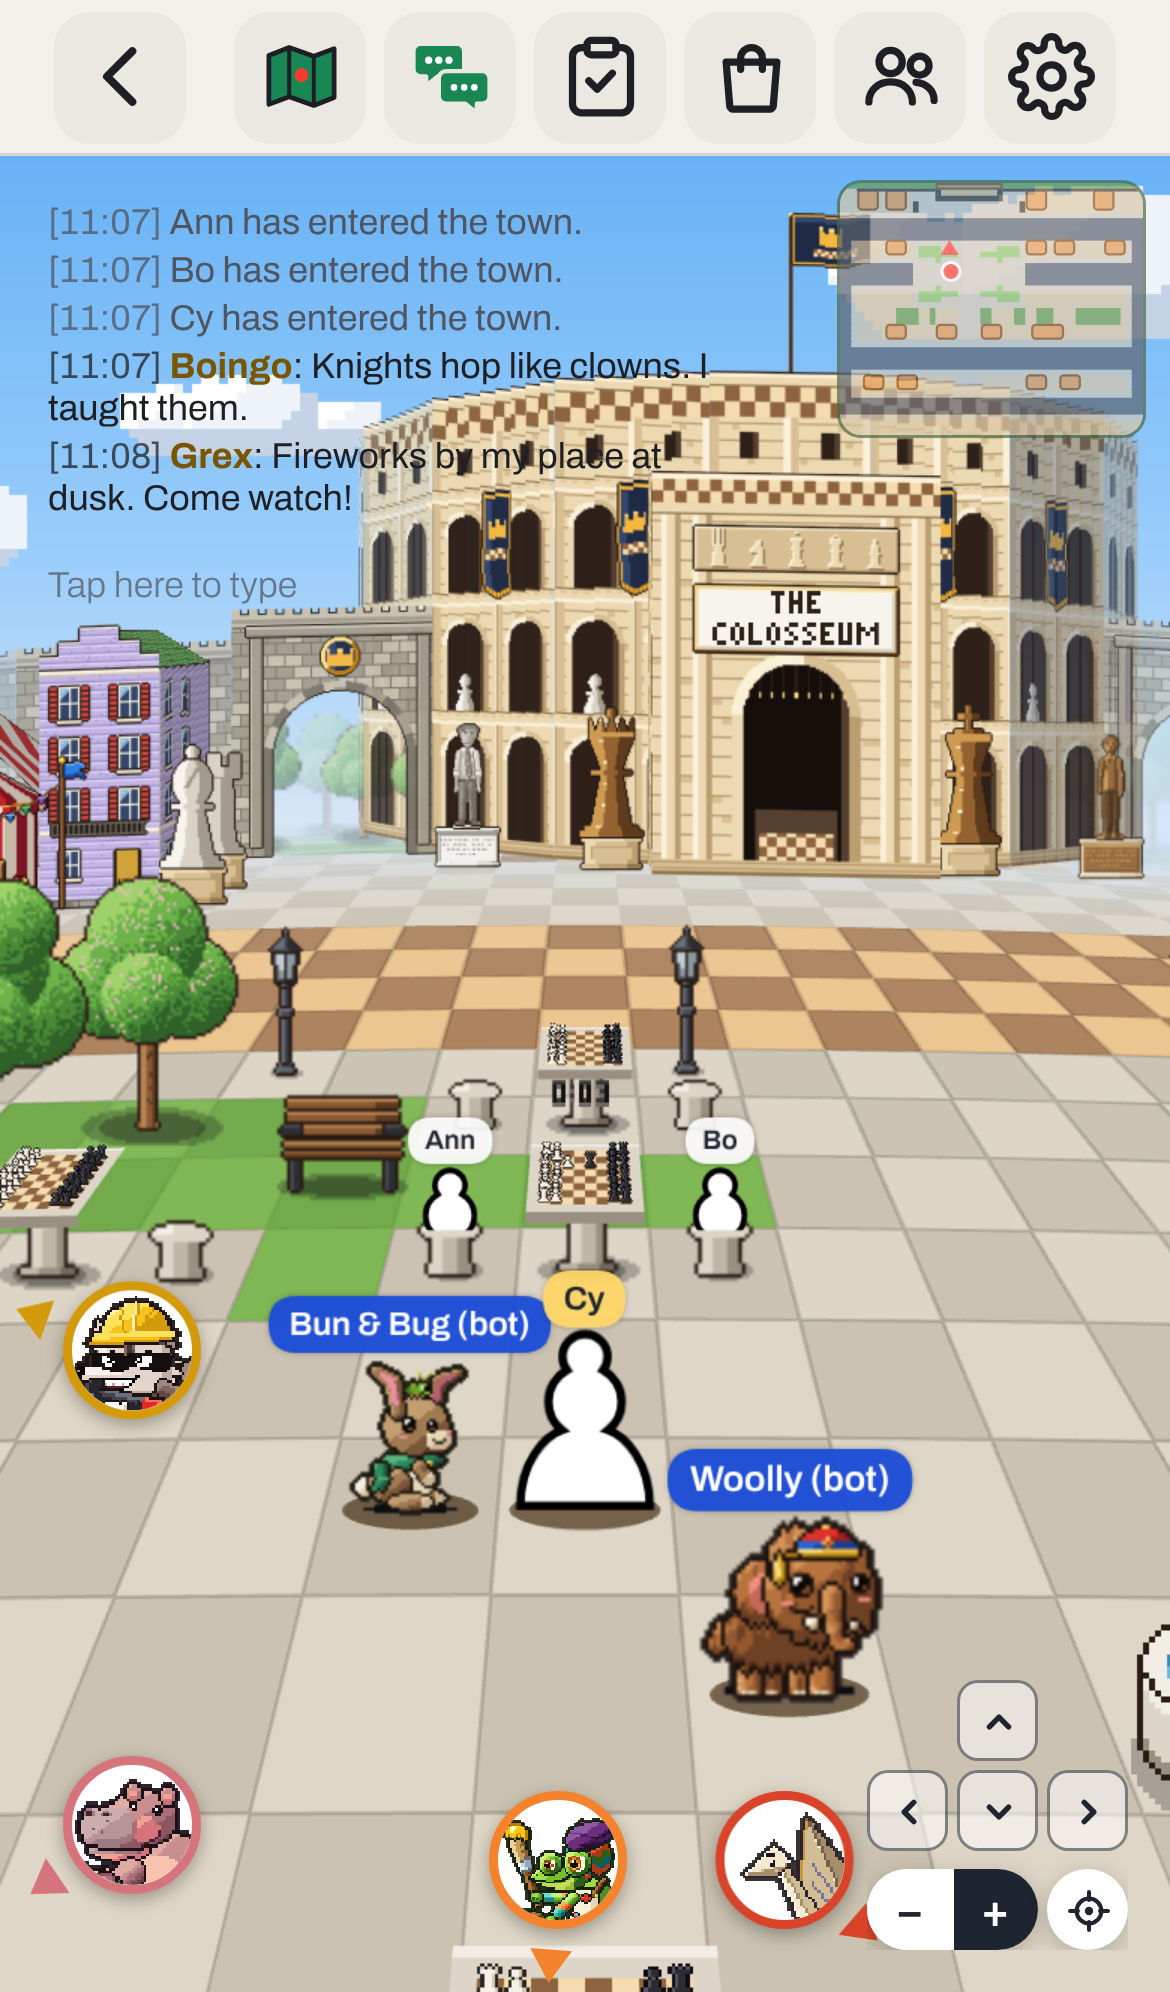 [11:07] Ann has entered the town.
[11:07] Bo has entered the town.
[11:07] Cy has entered the town.
[11:07] Boingo: Knights hop like clowns. I
taught them.
[11:08] Grex: Fireworks by my place at
dusk. Come watch!
Tap here to type
THE
COLOSSEUM
0:03
Ann
Bo
Cy
Bun & Bug (bot)
Woolly (bot)